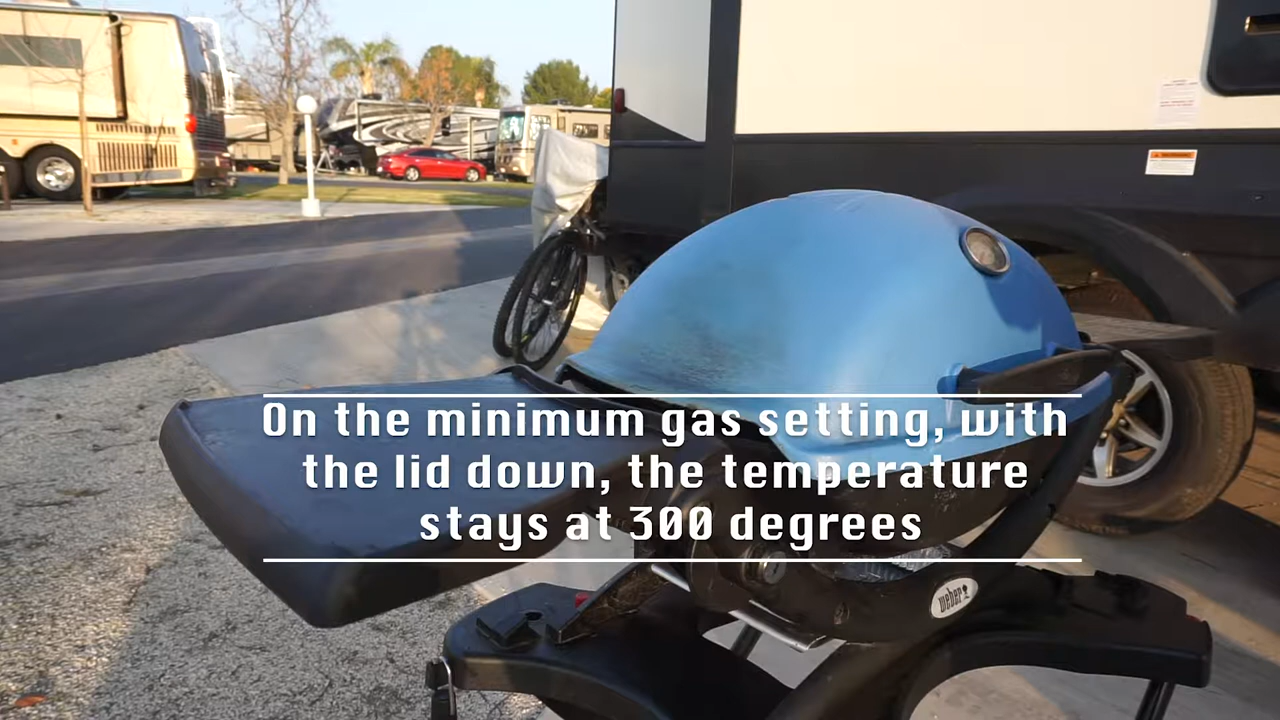 On the minimum gas setting, with
the lid down, the temperature
stays at 300 degrees
weber